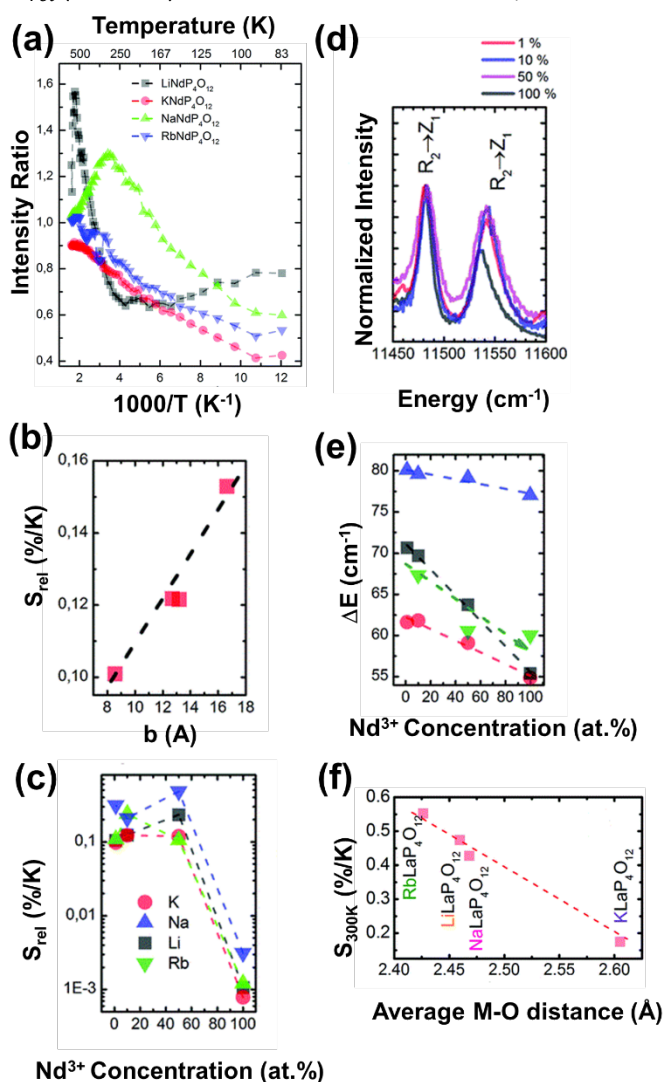 (a)
Temperature (K)
500 250 167 125 100 83
LiNdP4O12
KNdP4O12
NaNdP4O12
RbNdP4O12
Intensity Ratio
1,6
1,4
1,2
1,0
0,8
0,6
0,4
2 4 6 8 10 12
1000/T (K-1)
(d)
1 %
10 %
50 %
100 %
R2→Z1
R2→Z1
Normalized Intensity
11450 11500 11550 11600
Energy (cm-1)
(b)
Srel (%/K)
0,16
0,14
0,12
0,10
8 10 12 14 16 18
b (A)
(e)
ΔE (cm-1)
80
75
70
65
60
55
0 20 40 60 80 100
Nd3+ Concentration (at.%)
(c)
Srel (%/K)
0,1
0,01
1E-3
K
Na
Li
Rb
0 20 40 60 80 100
Nd3+ Concentration (at.%)
(f)
S300K (%/K)
0.6
0.5
0.4
0.3
0.2
RbLaP4O12
LiLaP4O12
NaLaP4O12
KLaP4O12
2.40 2.45 2.50 2.55 2.60
Average M-O distance (Å)